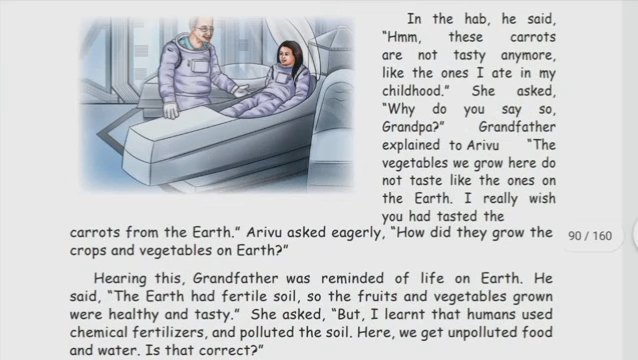 In the hab, he said,
“Hmm, these carrots
are not tasty anymore,
like the ones I ate in my
childhood.” She asked,
“Why do you say so,
Grandpa?” Grandfather
explained to Arivu “The
vegetables we grow here do
not taste like the ones on
the Earth. I really wish
you had tasted the
carrots from the Earth.” Arivu asked eagerly, “How did they grow the
crops and vegetables on Earth?”
90 / 160
Hearing this, Grandfather was reminded of life on Earth. He
said, “The Earth had fertile soil, so the fruits and vegetables grown
were healthy and tasty.” She asked, “But, I learnt that humans used
chemical fertilizers, and polluted the soil. Here, we get unpolluted food
and water. Is that correct?”